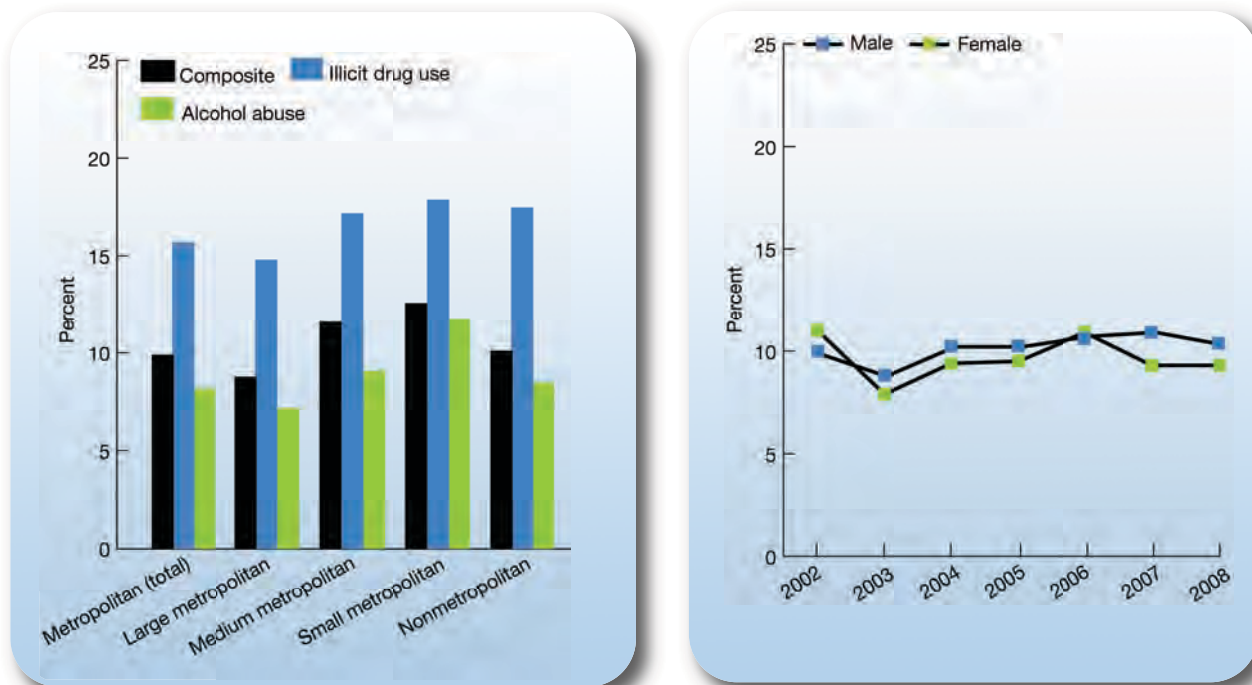 25
20
15
10
5
0
Percent
Composite
Illicit drug use
Alcohol abuse
Metropolitan (total)
Large metropolitan
Medium metropolitan
Small metropolitan
Nonmetropolitan
Male
Female
25
20
15
10
5
0
Percent
2002
2003
2004
2005
2006
2007
2008